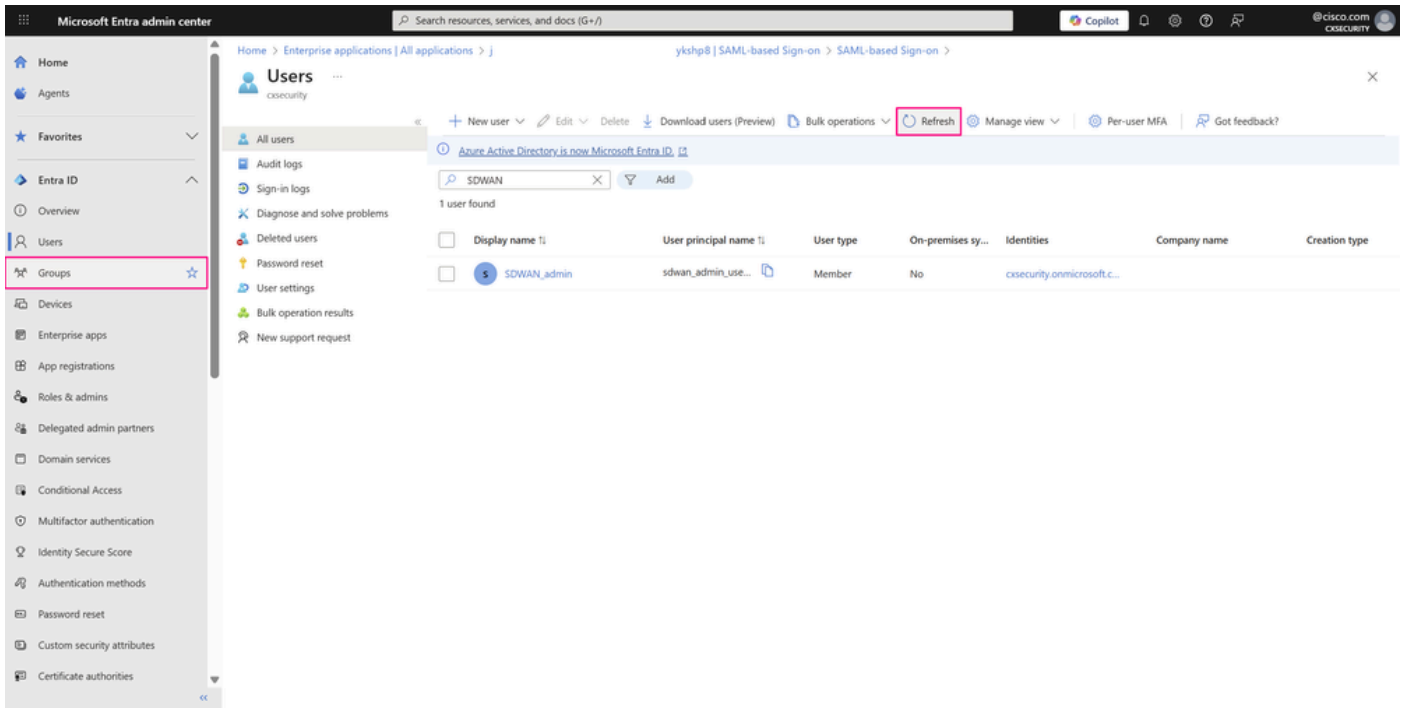 Microsoft Entra admin center
Search resources, services, and docs (G+/)
Copilot
@cisco.com
CXSECURITY
Home
Agents
Favorites
Entra ID
Overview
Users
Groups
Devices
Enterprise apps
App registrations
Roles & admins
Delegated admin partners
Domain services
Conditional Access
Multifactor authentication
Identity Secure Score
Authentication methods
Password reset
Custom security attributes
Certificate authorities
Home > Enterprise applications | All applications > j ykshp8 | SAML-based Sign-on > SAML-based Sign-on >
Users ...
cxsecurity
All users
Audit logs
Sign-in logs
Diagnose and solve problems
Deleted users
Password reset
User settings
Bulk operation results
New support request
New user Edit Delete Download users (Preview) Bulk operations Refresh Manage view Per-user MFA Got feedback?
Azure Active Directory is now Microsoft Entra ID.
SDWAN Add
1 user found
Display name User principal name User type On-premises sy... Identities Company name Creation type
S SDWAN_admin sdwan_admin_use... Member No cxsecurity.onmicrosoft.c...